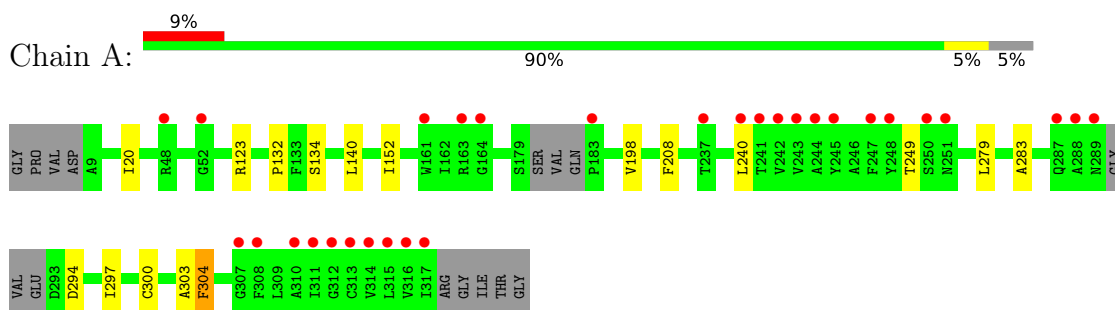 9%
Chain A:
90% 5% 5%
GLY PRO VAL ASP A9 I20 R48 G52 R123 P132 F133 S134 L140 I152 W161 I162 R163 G164 S179 SER VAL GLN P183 V198 F208 T237 L240 T241 V242 V243 A244 Y245 A246 F247 Y248 T249 S250 N251 L279 A283 Q287 A288 N289 GLY
VAL GLU D293 D294 I297 C300 A303 F304 G307 F308 L309 A310 I311 G312 C313 V314 L315 V316 I317 ARG GLY ILE THR GLY